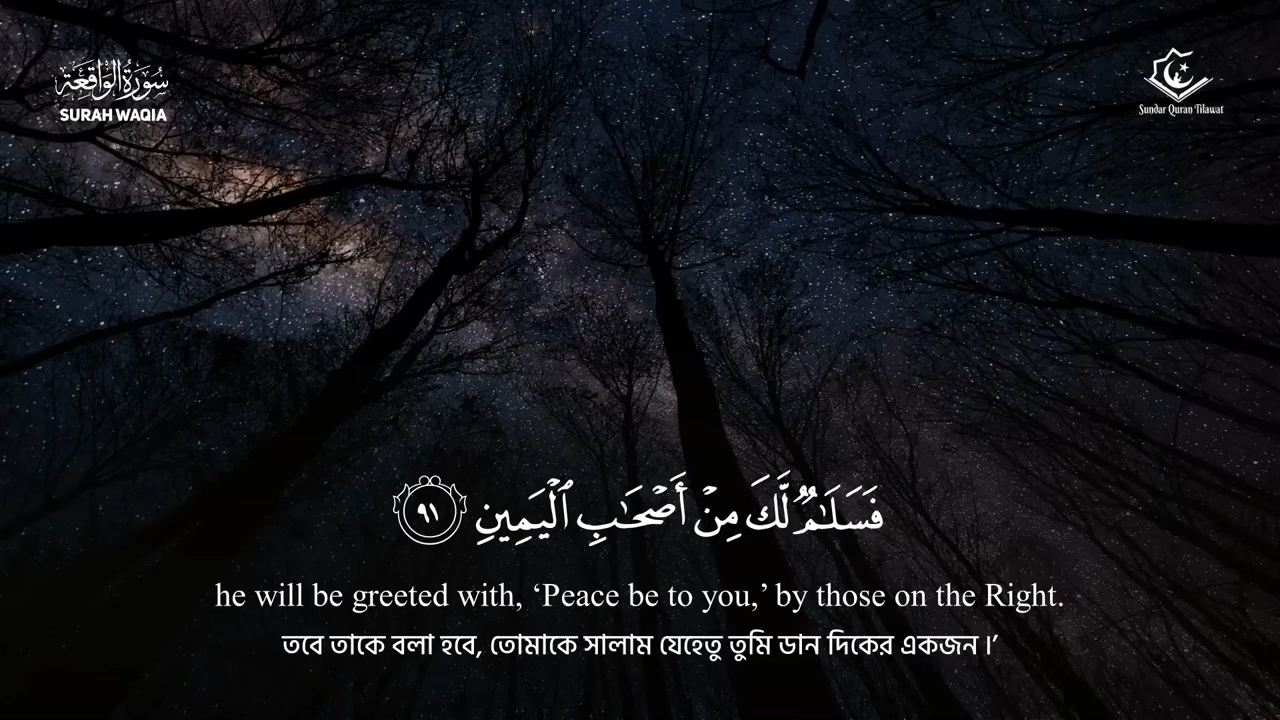 سُورَةُ الْوَاقِعَة
SURAH WAQIA
Sundar Quran Tilawat
فَسَلَـٰمٌۭ لَّكَ مِنْ أَصْحَـٰبِ ٱلْيَمِينِ ٩١
he will be greeted with, ‘Peace be to you,’ by those on the Right.
তবে তাকে বলা হবে, তোমাকে সালাম যেহেতু তুমি ডান দিকের একজন।’